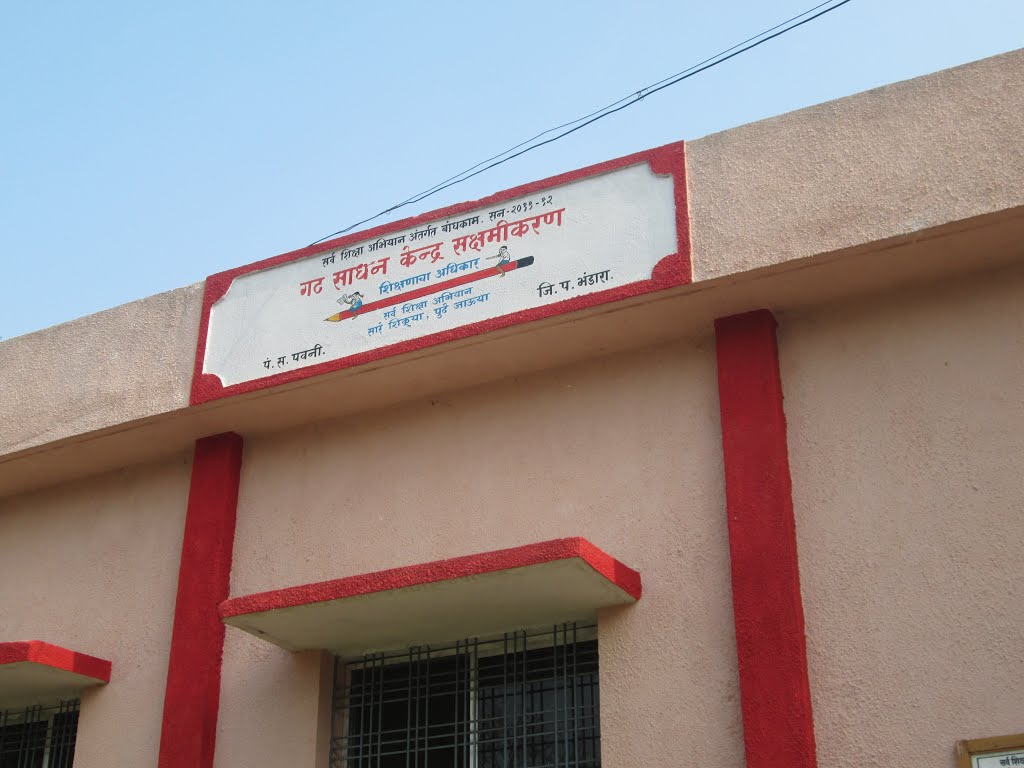 सर्व शिक्षा अभियान अंतर्गत बांधकाम. सन-२०११-१२
गट साधन केन्द्र सक्षमीकरण
शिक्षणाचा अधिकार
सर्व शिक्षा अभियान
सारे शिकूया, पुढे जाऊया
पं. स. पवनी.
जि. प. भंडारा.
सर्व